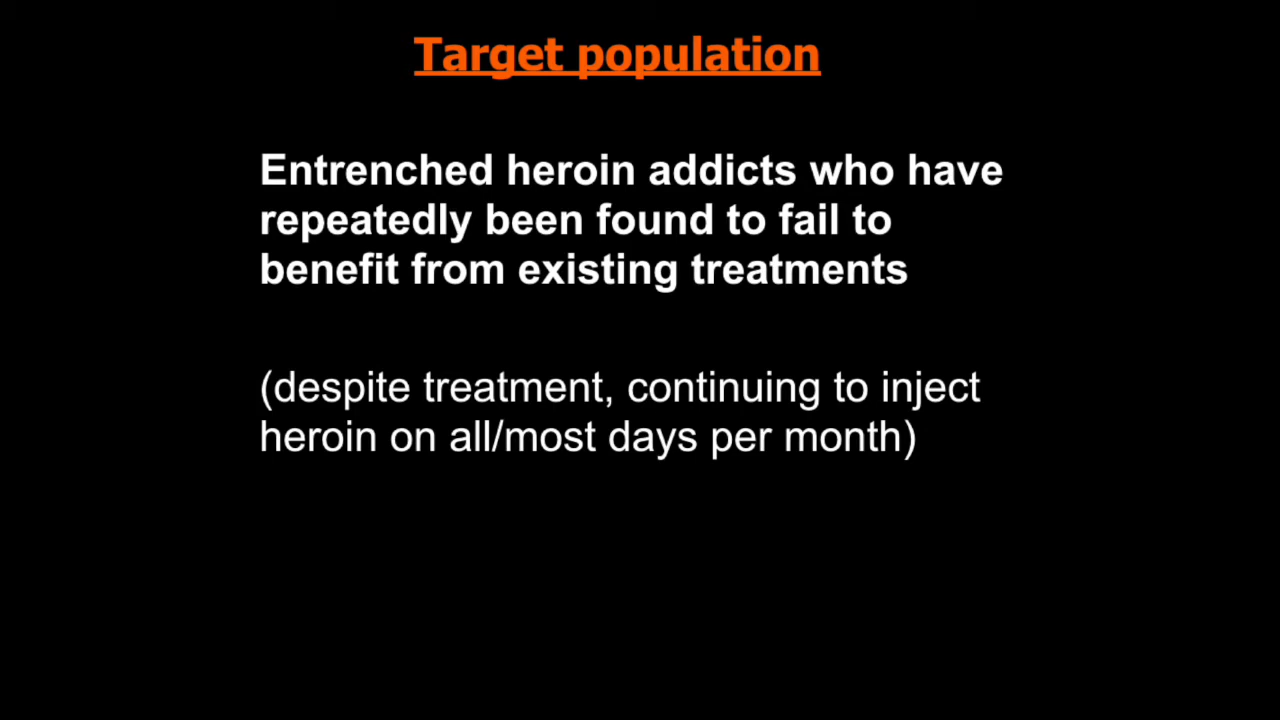 Target population
Entrenched heroin addicts who have
repeatedly been found to fail to
benefit from existing treatments
(despite treatment, continuing to inject
heroin on all/most days per month)